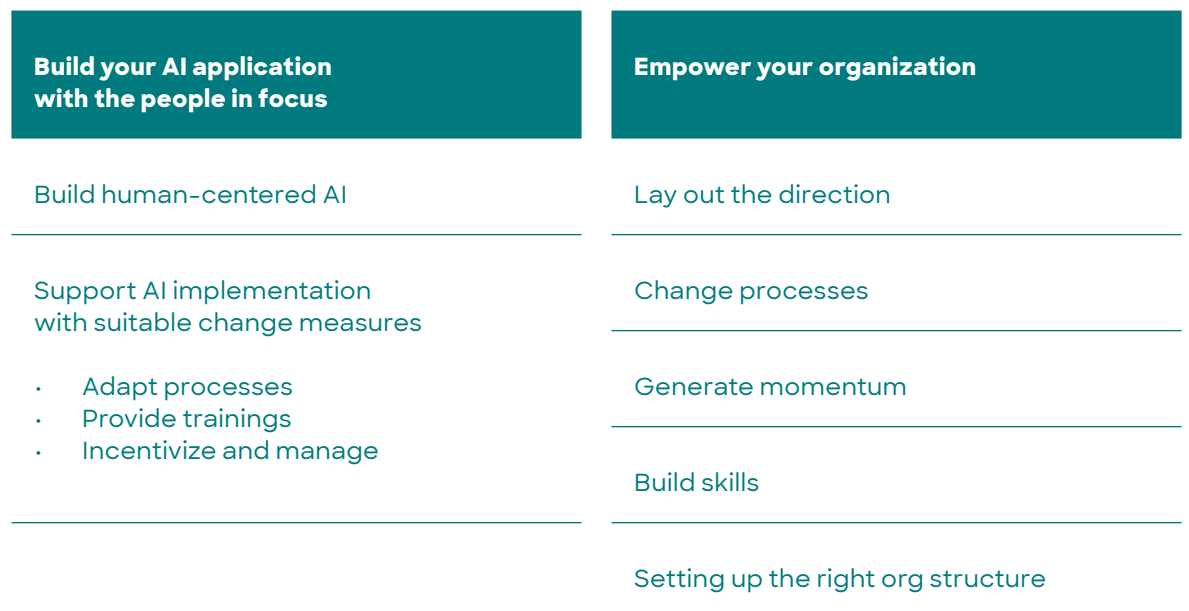 Build your AI application
with the people in focus
Build human-centered AI
Support AI implementation
with suitable change measures
· Adapt processes
· Provide trainings
· Incentivize and manage
Empower your organization
Lay out the direction
Change processes
Generate momentum
Build skills
Setting up the right org structure